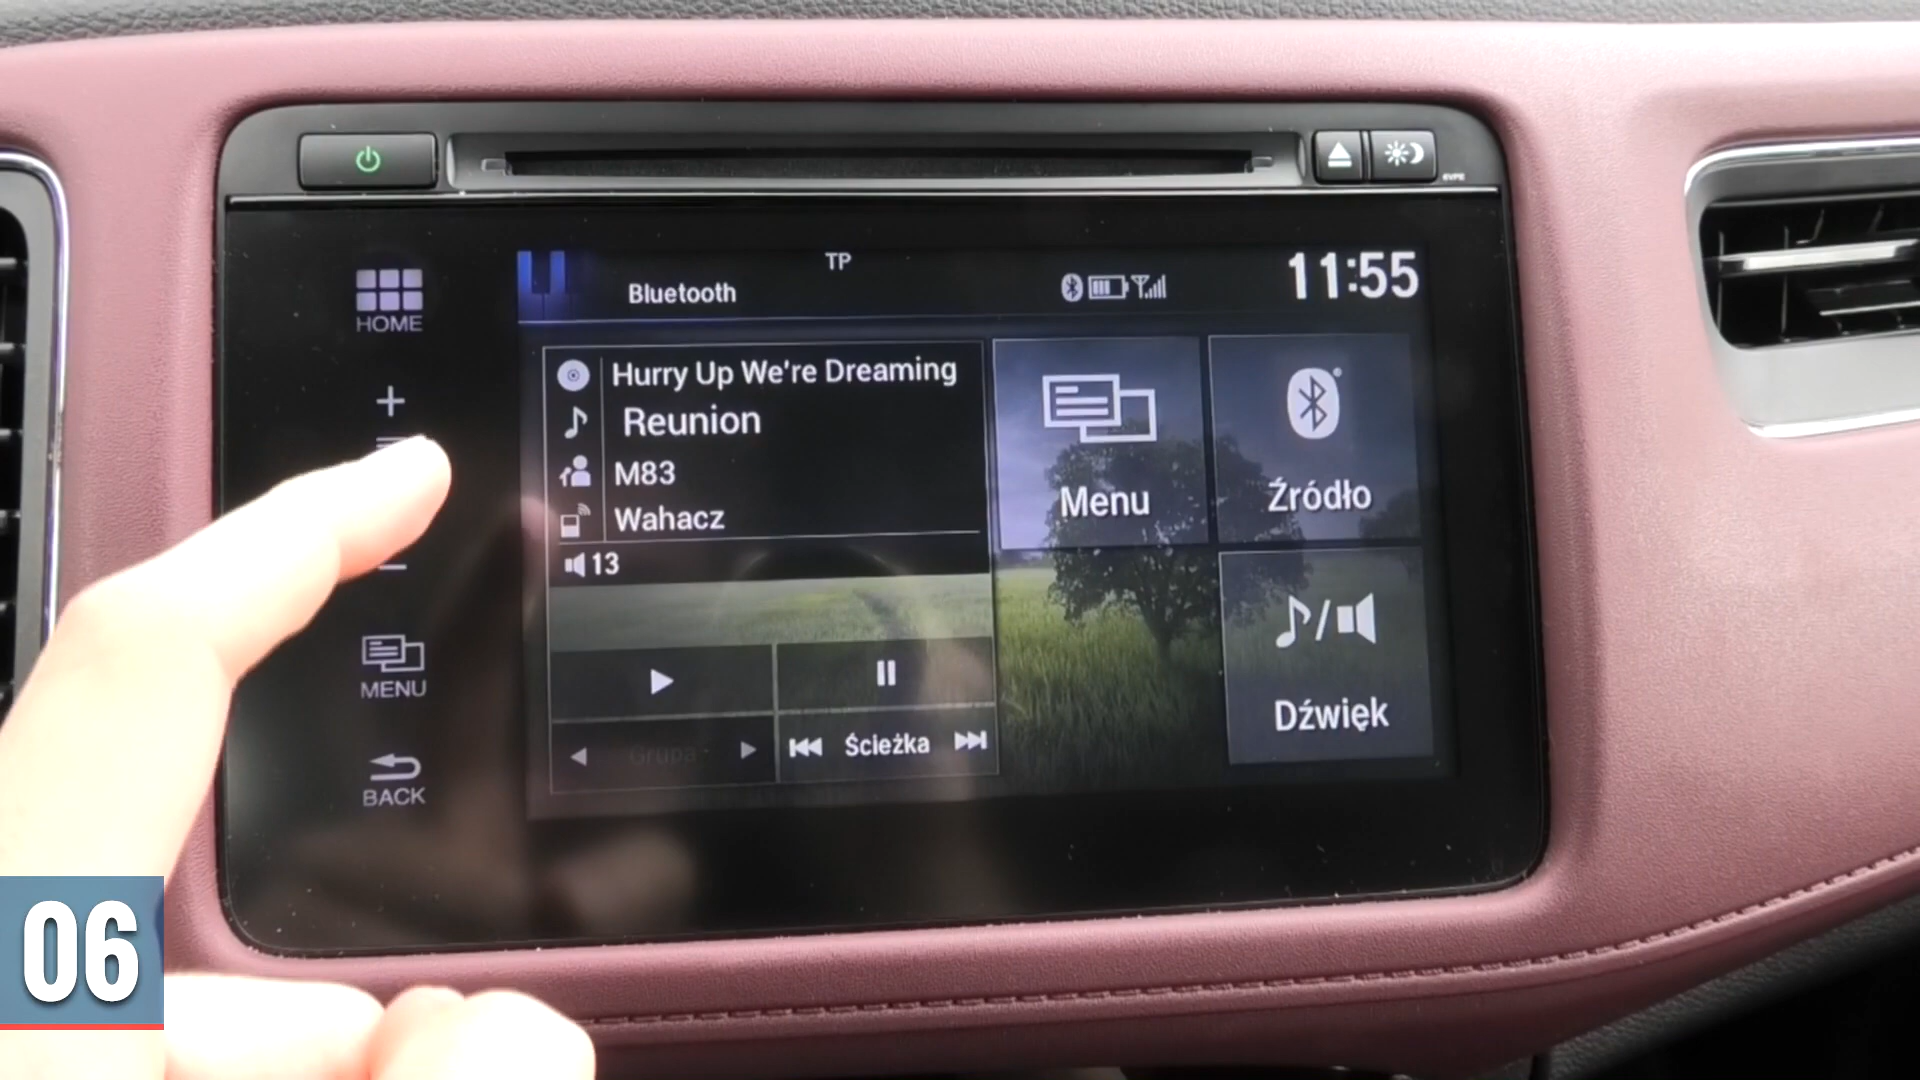 HOME
+
−
MENU
BACK
TP
Bluetooth
11:55
Hurry Up We're Dreaming
Reunion
M83
Wahacz
13
Grupa
Ścieżka
Menu
Źródło
Dźwięk
06